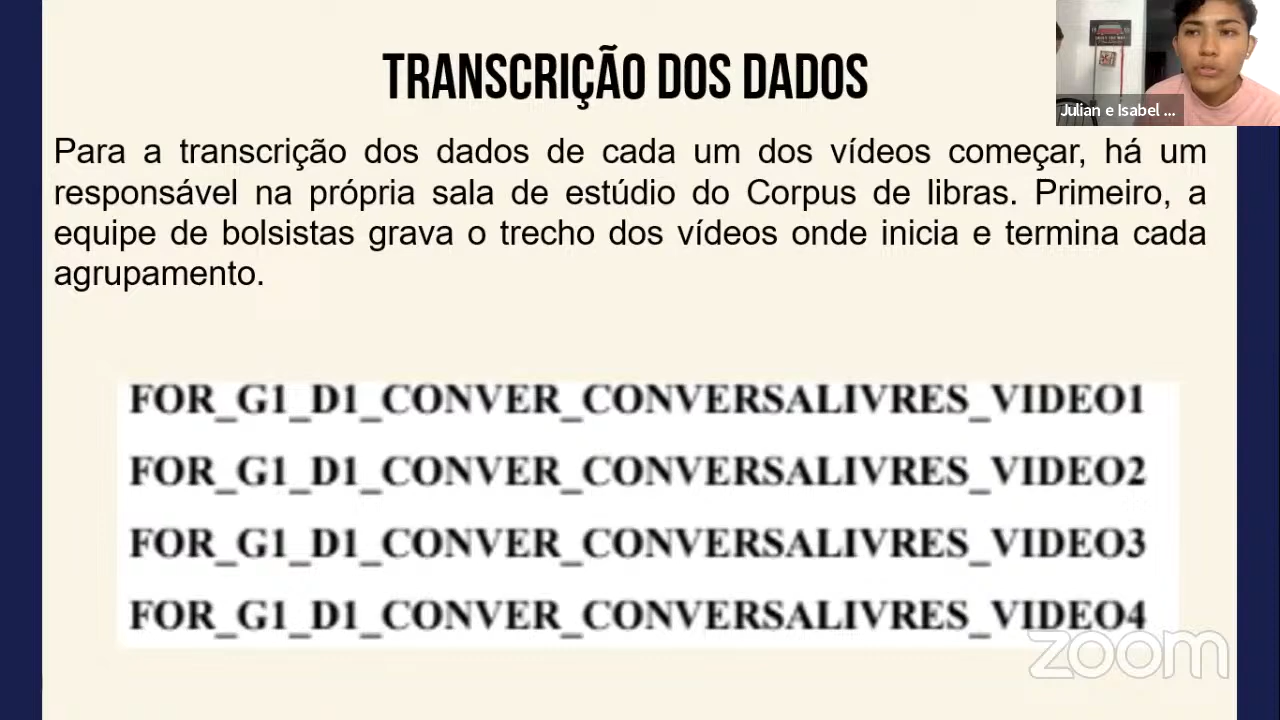 TRANSCRIÇÃO DOS DADOS
Julian e Isabel ...
Para a transcrição dos dados de cada um dos vídeos começar, há um
responsável na própria sala de estúdio do Corpus de libras. Primeiro, a
equipe de bolsistas grava o trecho dos vídeos onde inicia e termina cada
agrupamento.
FOR_G1_D1_CONVER_CONVERSALIVRES_VIDEO1
FOR_G1_D1_CONVER_CONVERSALIVRES_VIDEO2
FOR_G1_D1_CONVER_CONVERSALIVRES_VIDEO3
FOR_G1_D1_CONVER_CONVERSALIVRES_VIDEO4
zoom